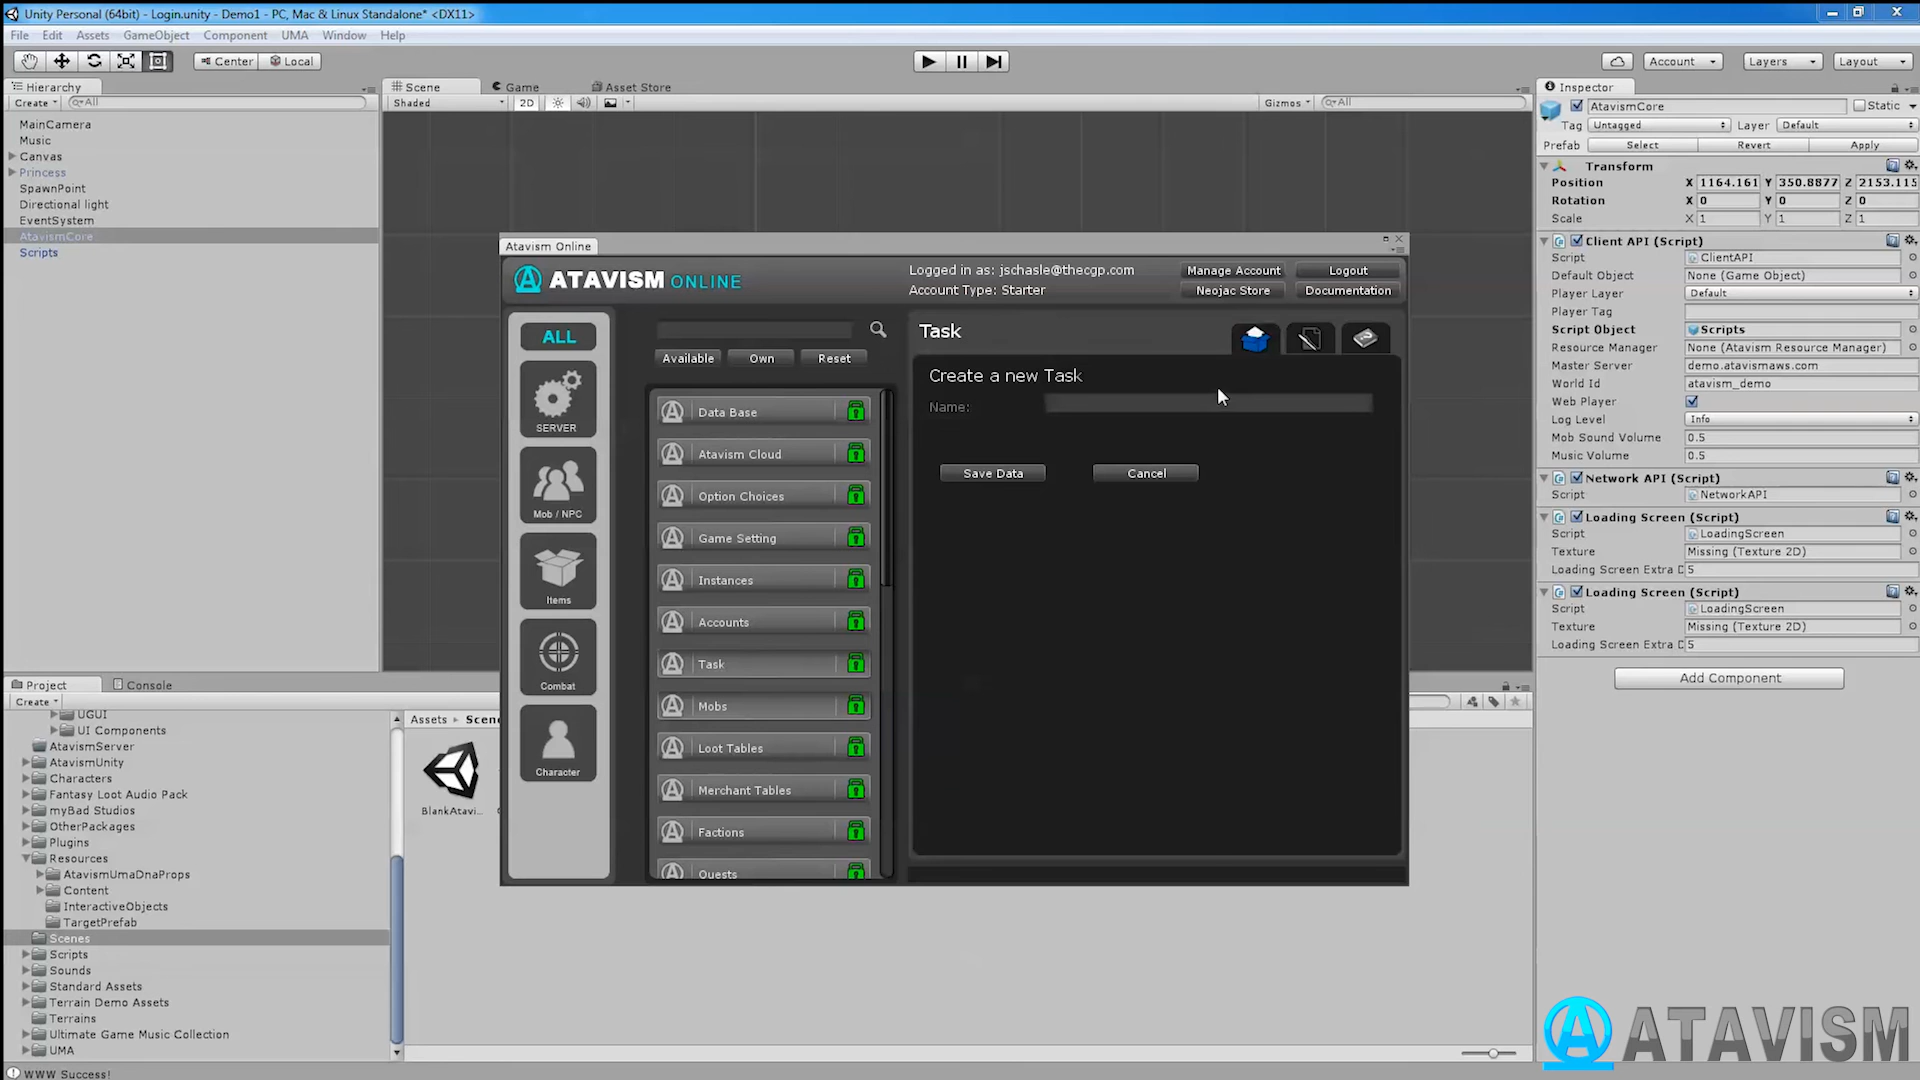 Unity Personal (64bit) - Login.unity - Demo1 - PC, Mac & Linux Standalone* <DX11>
File Edit Assets GameObject Component UMA Window Help
Center Local
Account Layers Layout
Hierarchy
Create All
MainCamera
Music
Canvas
Princess
SpawnPoint
Directional light
EventSystem
AtavismCore
Scripts
Scene Game Asset Store
Shaded 2D Gizmos All
Atavism Online
ATAVISM ONLINE
Logged in as: jschasle@thecgp.com
Account Type: Starter
Manage Account Logout
Neojac Store Documentation
ALL
SERVER
Mob / NPC
Items
Combat
Character
Available Own Reset
Data Base
Atavism Cloud
Option Choices
Game Setting
Instances
Accounts
Task
Mobs
Loot Tables
Merchant Tables
Factions
Quests
Task
Create a new Task
Name:
Save Data Cancel
Inspector
AtavismCore Static
Tag Untagged Layer Default
Prefab Select Revert Apply
Transform
Position X 1164.161 Y 350.8877 Z 2153.115
Rotation X 0 Y 0 Z 0
Scale X 1 Y 1 Z 1
Client API (Script)
Script ClientAPI
Default Object None (Game Object)
Player Layer Default
Player Tag
Script Object Scripts
Resource Manager None (Atavism Resource Manager)
Master Server demo.atavismaws.com
World Id atavism_demo
Web Player
Log Level Info
Mob Sound Volume 0.5
Music Volume 0.5
Network API (Script)
Script NetworkAPI
Loading Screen (Script)
Script LoadingScreen
Texture Missing (Texture 2D)
Loading Screen Extra D 5
Loading Screen (Script)
Script LoadingScreen
Texture Missing (Texture 2D)
Loading Screen Extra D 5
Add Component
Project Console
Create
UGUI
UI Components
AtavismServer
AtavismUnity
Characters
Fantasy Loot Audio Pack
myBad Studios
OtherPackages
Plugins
Resources
AtavismUmaDnaProps
Content
InteractiveObjects
TargetPrefab
Scenes
Scripts
Sounds
Standard Assets
Terrain Demo Assets
Terrains
Ultimate Game Music Collection
UMA
Assets Scen
BlankAtavi...
WWW Success!
ATAVISM